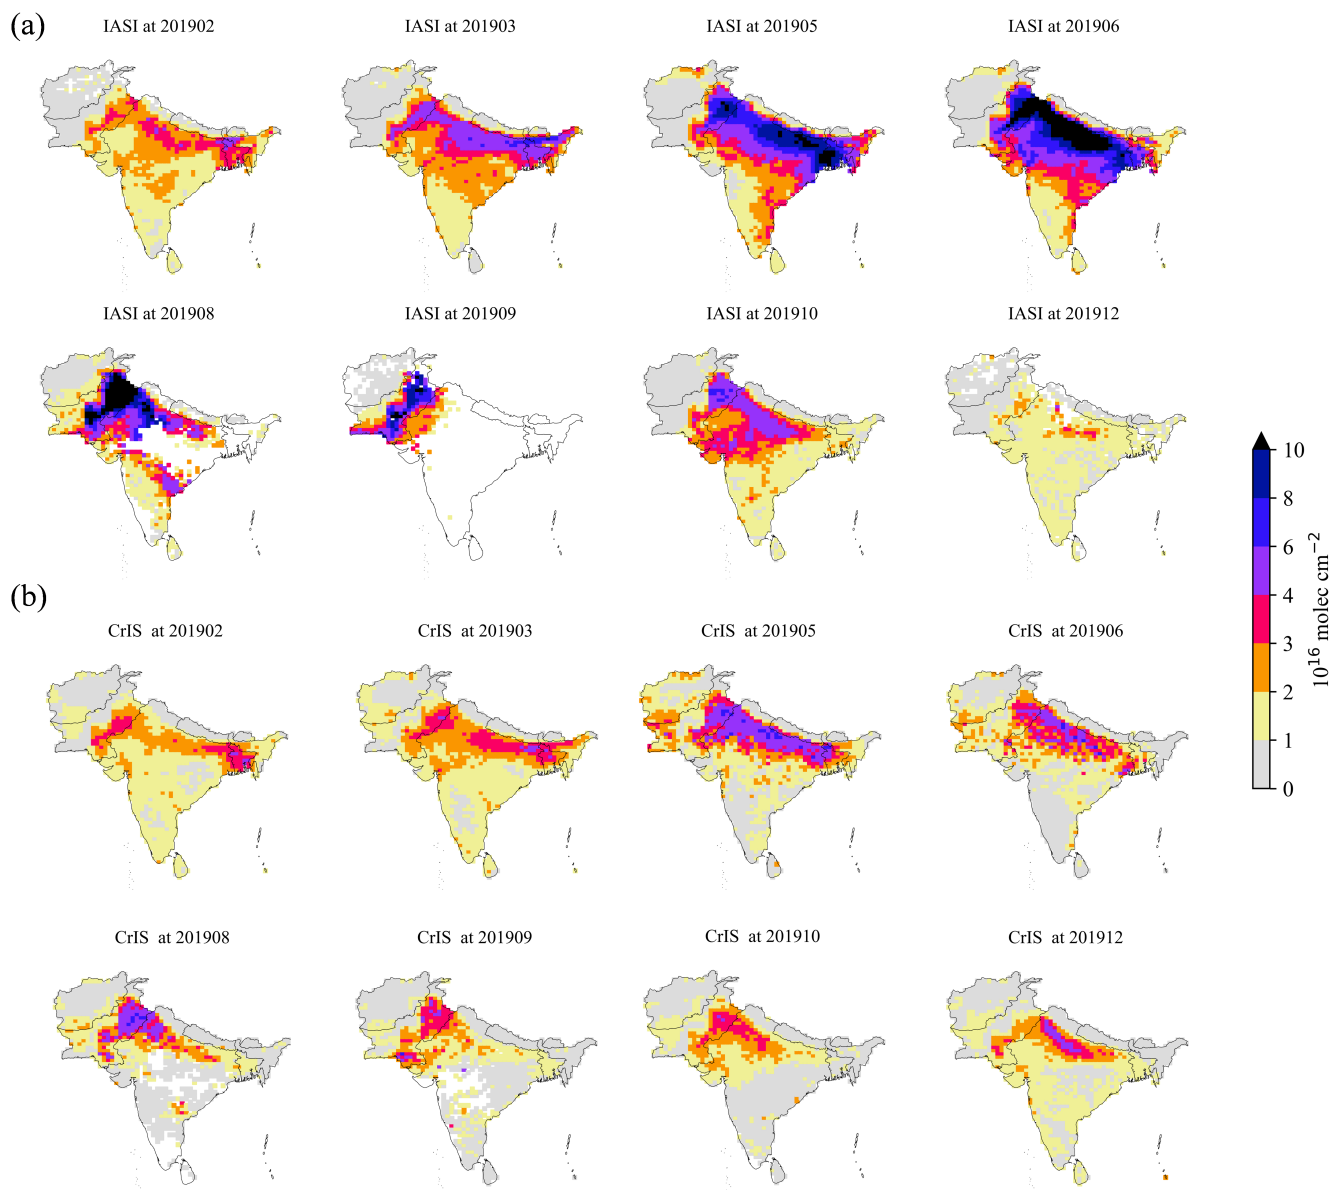 (a)
IASI at 201902
IASI at 201903
IASI at 201905
IASI at 201906
IASI at 201908
IASI at 201909
IASI at 201910
IASI at 201912
(b)
CrIS  at 201902
CrIS  at 201903
CrIS  at 201905
CrIS  at 201906
CrIS  at 201908
CrIS  at 201909
CrIS  at 201910
CrIS  at 201912
10
8
6
4
3
2
1
0
10¹⁶ molec cm⁻²